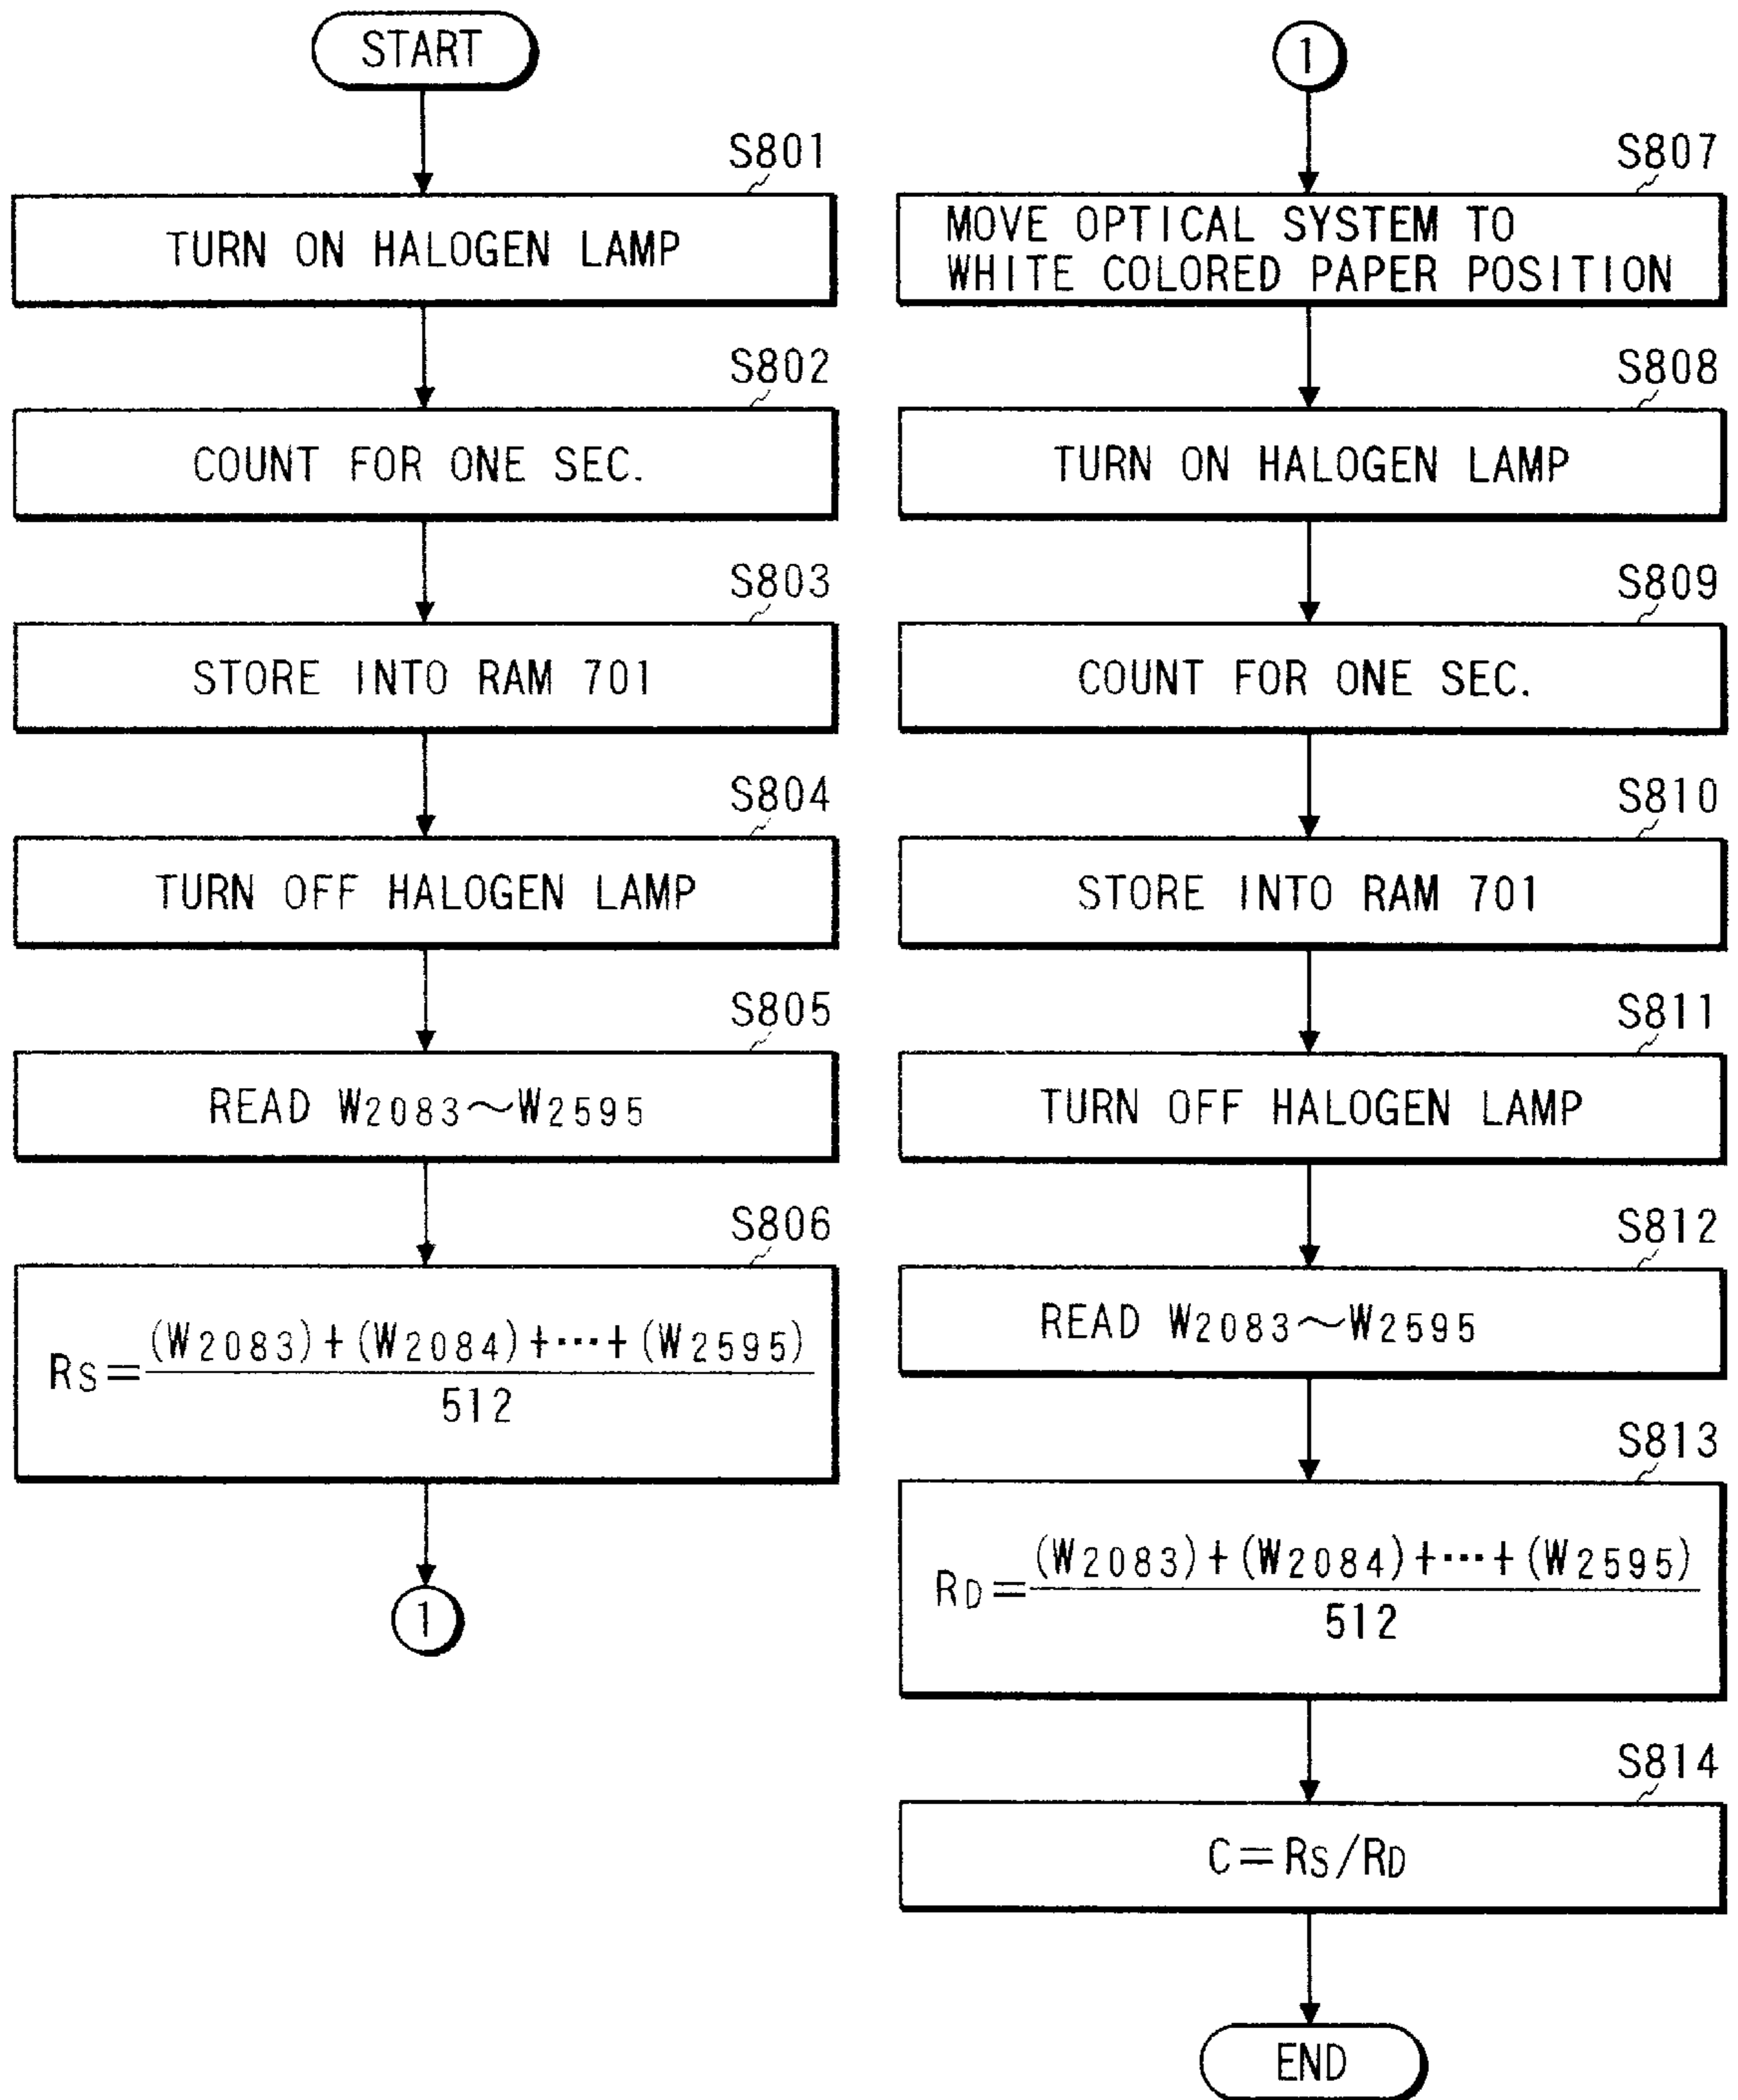 START
S801
TURN ON HALOGEN LAMP
S802
COUNT FOR ONE SEC.
S803
STORE INTO RAM 701
S804
TURN OFF HALOGEN LAMP
S805
READ W2083~W2595
S806
RS=(W2083)+(W2084)+···+(W2595)
512
1
1
S807
MOVE OPTICAL SYSTEM TO
WHITE COLORED PAPER POSITION
S808
TURN ON HALOGEN LAMP
S809
COUNT FOR ONE SEC.
S810
STORE INTO RAM 701
S811
TURN OFF HALOGEN LAMP
S812
READ W2083~W2595
S813
RD=(W2083)+(W2084)+···+(W2595)
512
S814
C=RS/RD
END